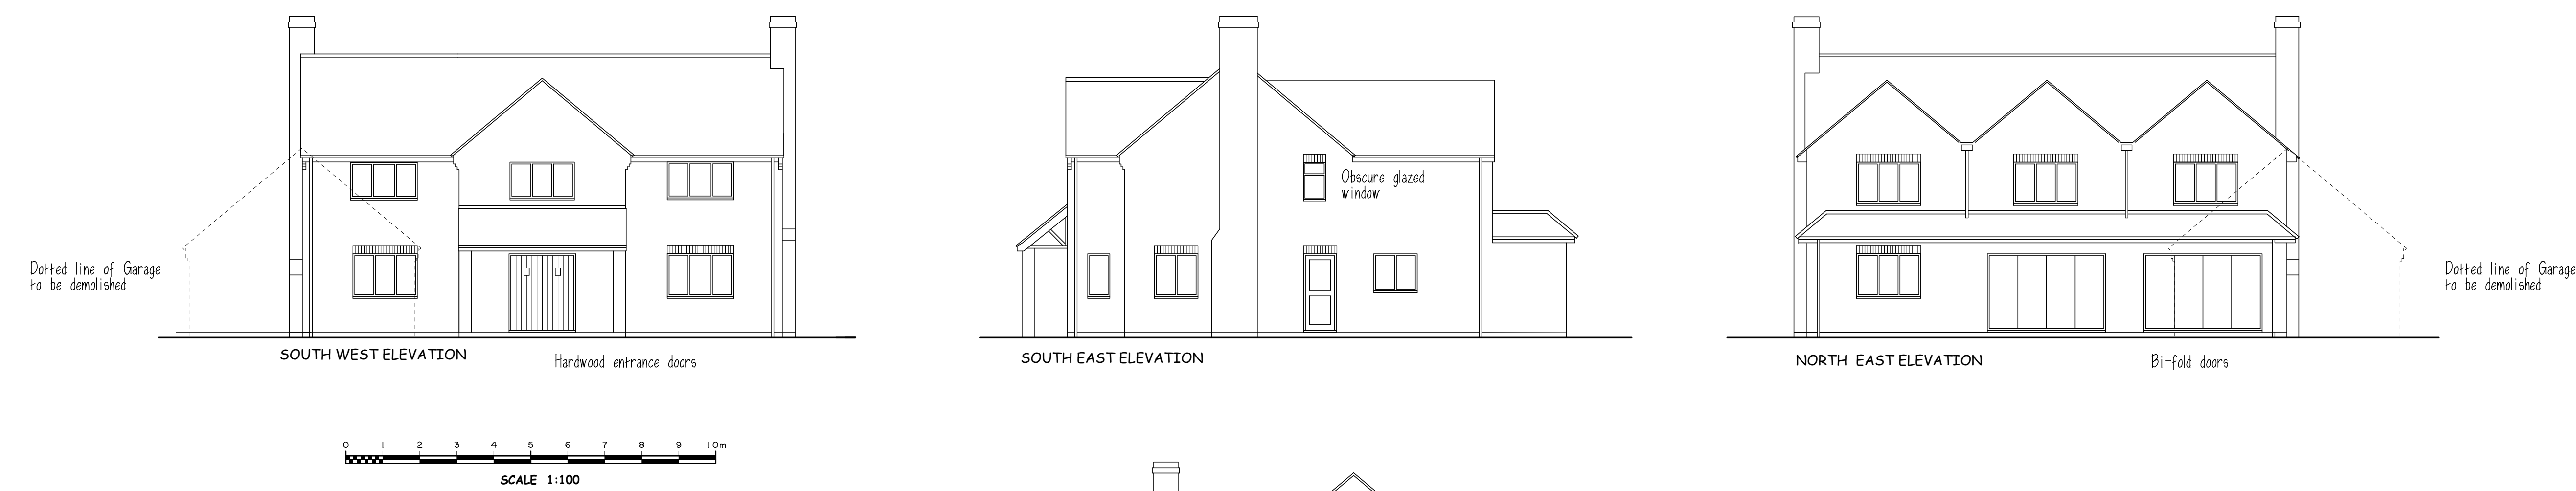 Obscure glazed
window
Dotted line of Garage
to be demolished
Dotted line of Garage
to be demolished
SOUTH WEST ELEVATION
Hardwood entrance doors
SOUTH EAST ELEVATION
NORTH EAST ELEVATION
Bi-fold doors
0 1 2 3 4 5 6 7 8 9 10m
SCALE 1:100